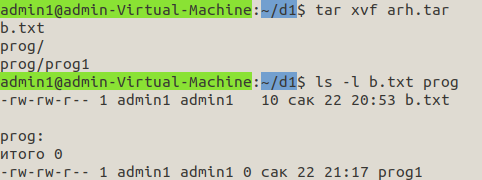 admin1@admin-Virtual-Machine:~/d1$ tar xvf arh.tar
b.txt
prog/
prog/prog1
admin1@admin-Virtual-Machine:~/d1$ ls -l b.txt prog
-rw-rw-r-- 1 admin1 admin1   10 сак 22 20:53 b.txt

prog:
итого 0
-rw-rw-r-- 1 admin1 admin1 0 сак 22 21:17 prog1